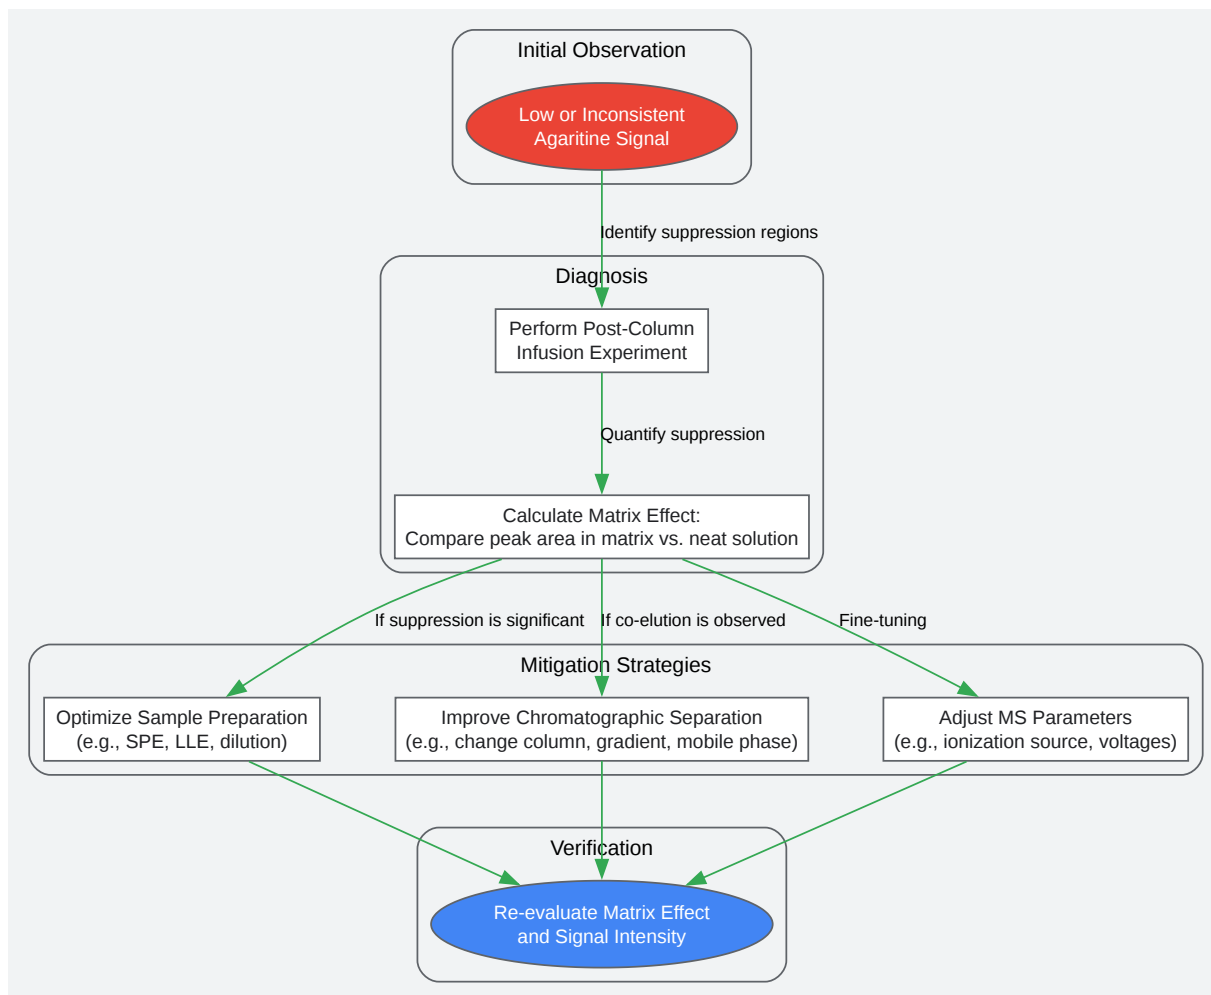 Initial Observation
Low or Inconsistent
Agaritine Signal
Identify suppression regions
Diagnosis
Perform Post-Column
Infusion Experiment
Quantify suppression
Calculate Matrix Effect:
Compare peak area in matrix vs. neat solution
If suppression is significant
If co-elution is observed
Fine-tuning
Mitigation Strategies
Optimize Sample Preparation
(e.g., SPE, LLE, dilution)
Improve Chromatographic Separation
(e.g., change column, gradient, mobile phase)
Adjust MS Parameters
(e.g., ionization source, voltages)
Verification
Re-evaluate Matrix Effect
and Signal Intensity